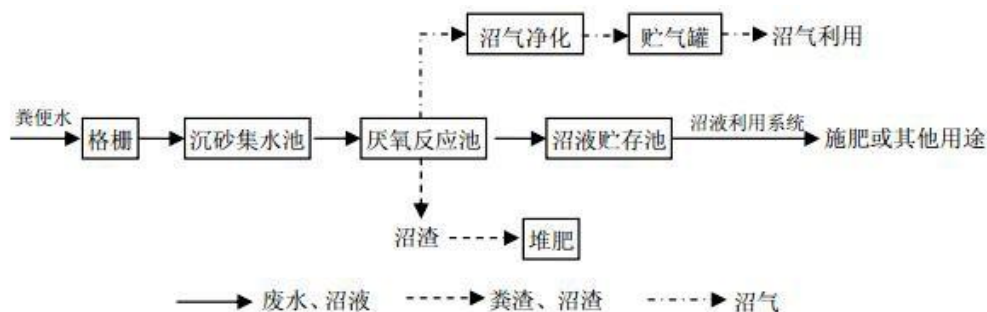 沼气净化 贮气罐 沼气利用
粪便水 格栅 沉砂集水池 厌氧反应池 沼液贮存池 沼液利用系统 施肥或其他用途
沼渣 堆肥
废水、沼液 粪渣、沼渣 沼气